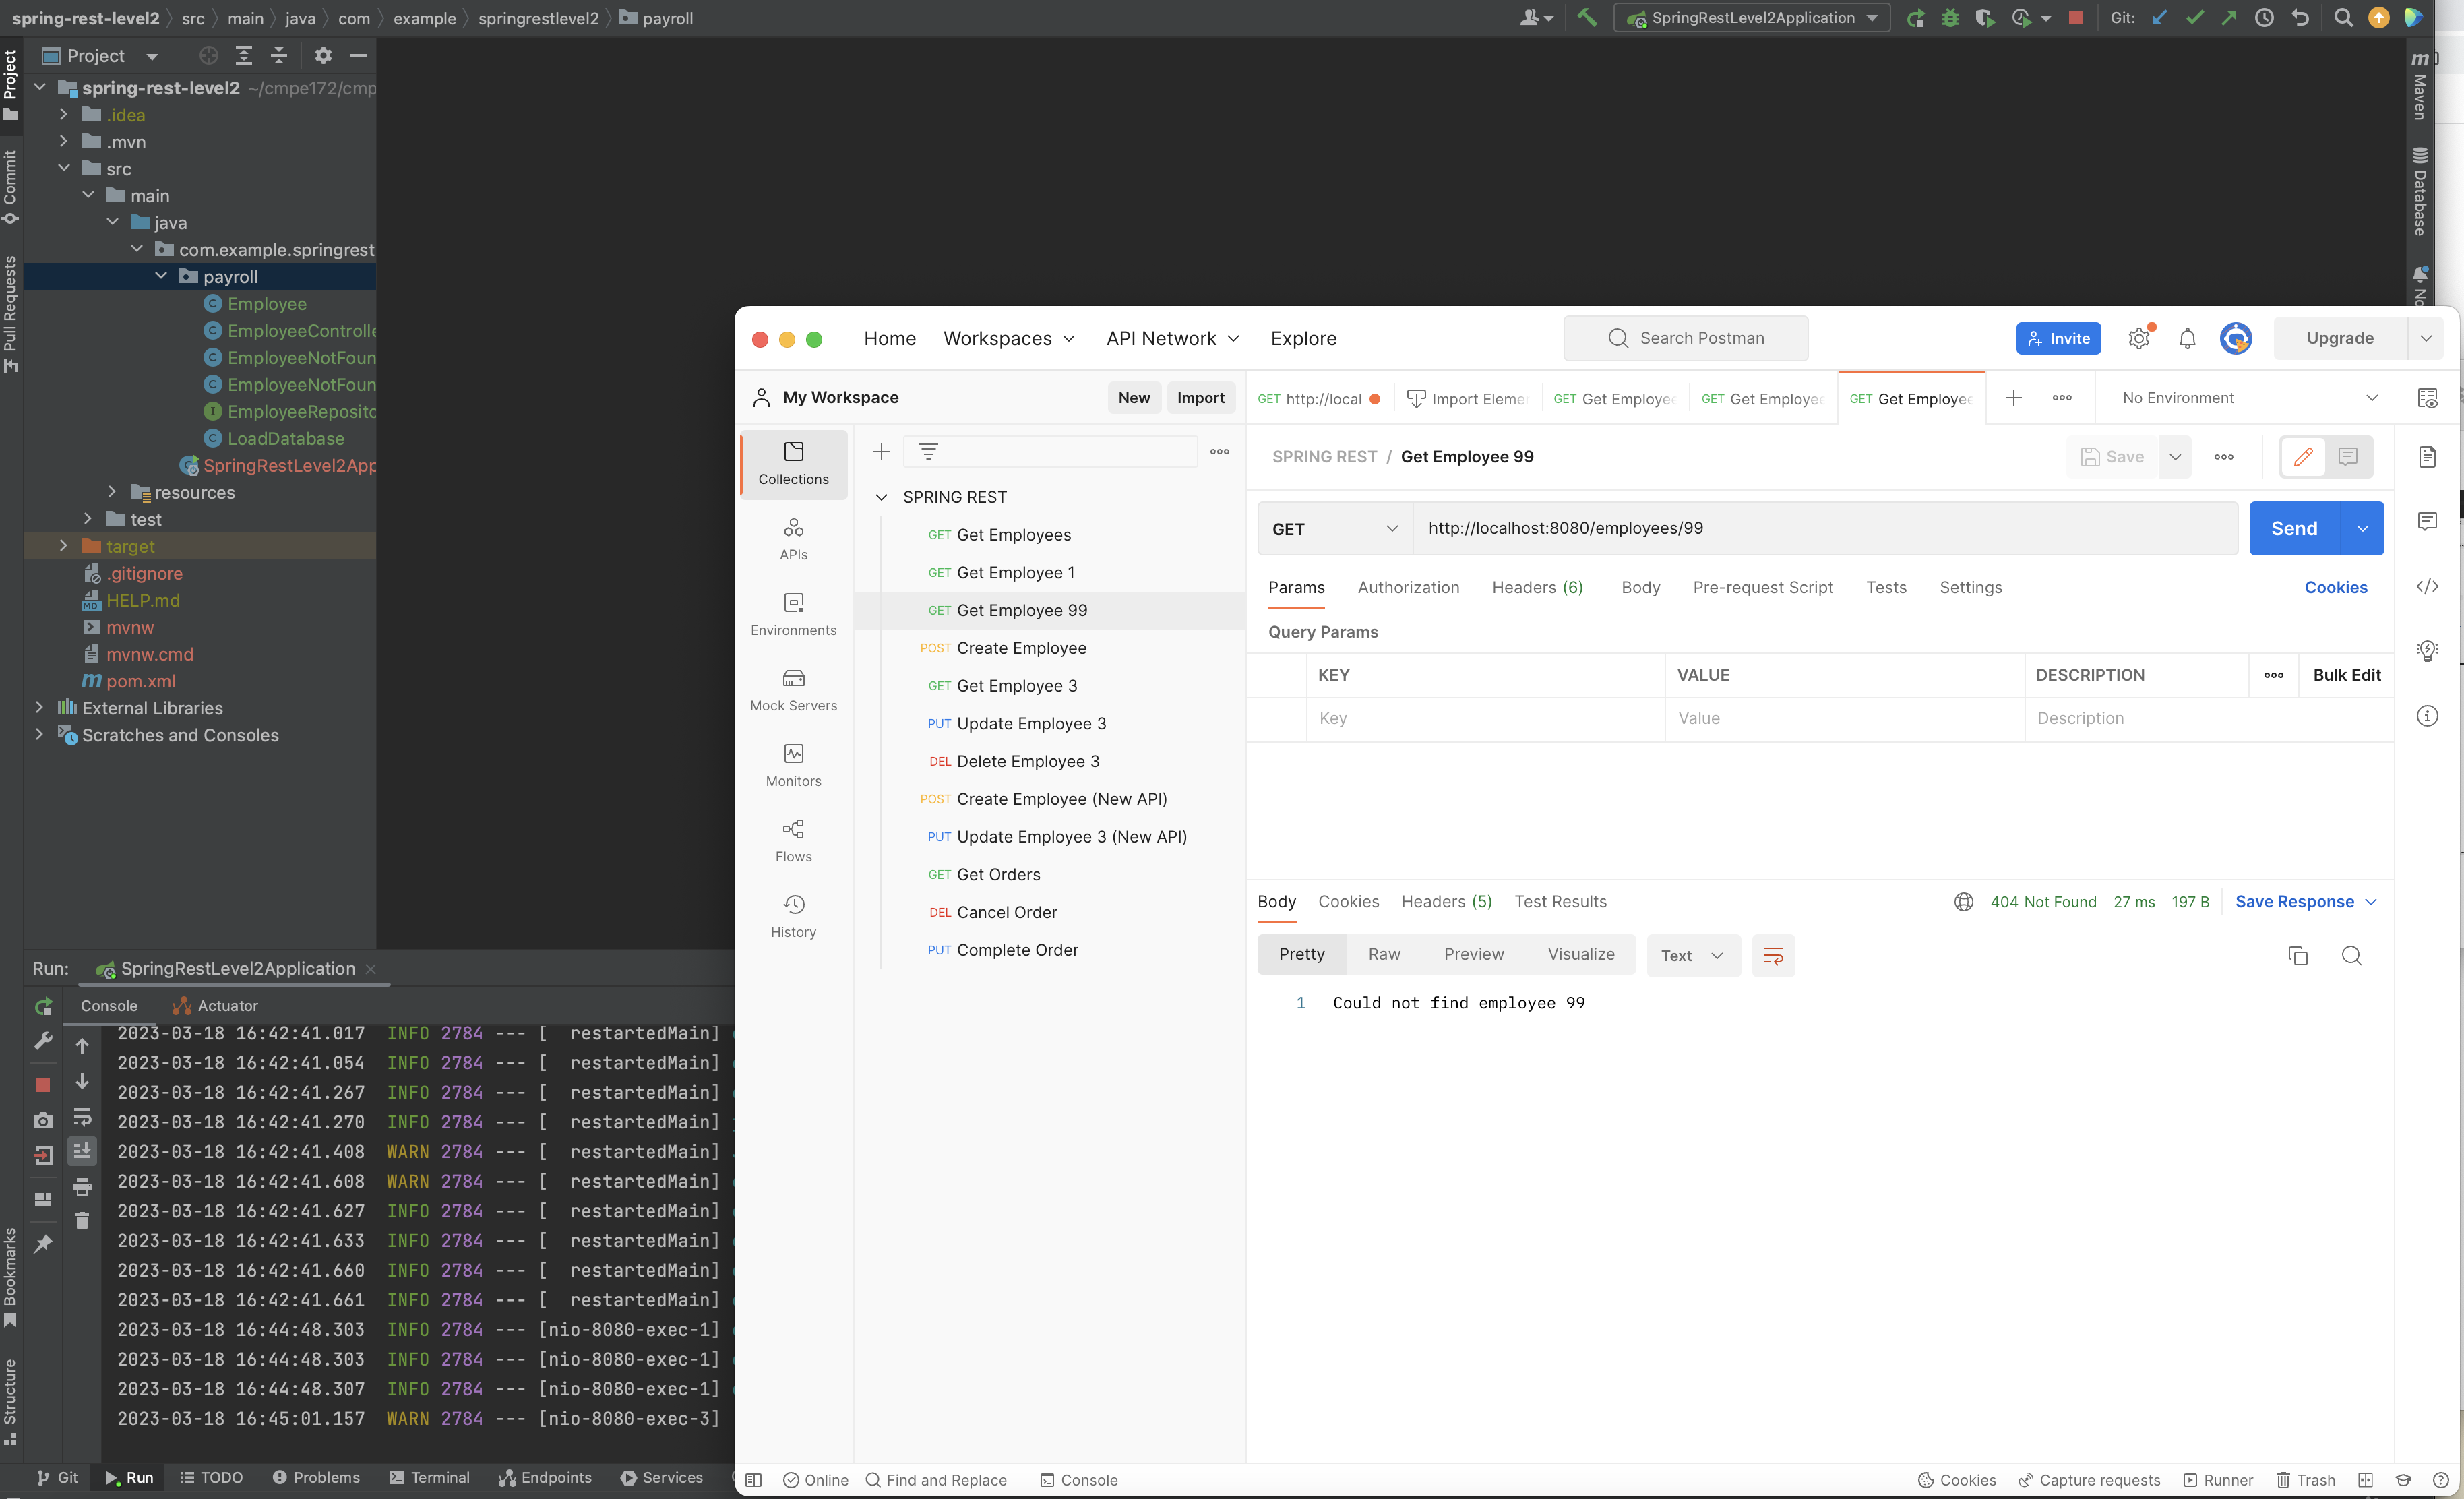 spring-rest-level2 src main java com example springrestlevel2 payroll
SpringRestLevel2Application
Git:
Project
Project
Commit
Pull Requests
Bookmarks
Structure
spring-rest-level2 ~/cmpe172/cmp
.idea
.mvn
src
main
java
com.example.springrest
payroll
Employee
EmployeeControlle
EmployeeNotFoun
EmployeeNotFoun
EmployeeReposito
LoadDatabase
SpringRestLevel2App
resources
test
target
.gitignore
HELP.md
mvnw
mvnw.cmd
pom.xml
External Libraries
Scratches and Consoles
Maven
Database
Run: SpringRestLevel2Application
Console Actuator
2023-03-18 16:42:41.017 INFO 2784 --- [ restartedMain]
2023-03-18 16:42:41.054 INFO 2784 --- [ restartedMain]
2023-03-18 16:42:41.267 INFO 2784 --- [ restartedMain]
2023-03-18 16:42:41.270 INFO 2784 --- [ restartedMain]
2023-03-18 16:42:41.408 WARN 2784 --- [ restartedMain]
2023-03-18 16:42:41.608 WARN 2784 --- [ restartedMain]
2023-03-18 16:42:41.627 INFO 2784 --- [ restartedMain]
2023-03-18 16:42:41.633 INFO 2784 --- [ restartedMain]
2023-03-18 16:42:41.660 INFO 2784 --- [ restartedMain]
2023-03-18 16:42:41.661 INFO 2784 --- [ restartedMain]
2023-03-18 16:44:48.303 INFO 2784 --- [nio-8080-exec-1]
2023-03-18 16:44:48.303 INFO 2784 --- [nio-8080-exec-1]
2023-03-18 16:44:48.307 INFO 2784 --- [nio-8080-exec-1]
2023-03-18 16:45:01.157 WARN 2784 --- [nio-8080-exec-3]
Git Run TODO Problems Terminal Endpoints Services
Home Workspaces API Network Explore
Search Postman
Invite
Upgrade
My Workspace
New Import
GET http://local Import Eleme GET Get Employee GET Get Employee GET Get Employee
No Environment
Collections
APIs
Environments
Mock Servers
Monitors
Flows
History
SPRING REST
GET Get Employees
GET Get Employee 1
GET Get Employee 99
POST Create Employee
GET Get Employee 3
PUT Update Employee 3
DEL Delete Employee 3
POST Create Employee (New API)
PUT Update Employee 3 (New API)
GET Get Orders
DEL Cancel Order
PUT Complete Order
SPRING REST / Get Employee 99
Save
GET http://localhost:8080/employees/99
Send
Params Authorization Headers (6) Body Pre-request Script Tests Settings
Cookies
Query Params
KEY VALUE DESCRIPTION
Bulk Edit
Key Value Description
Body Cookies Headers (5) Test Results
404 Not Found 27 ms 197 B
Save Response
Pretty Raw Preview Visualize
Text
1 Could not find employee 99
Online Find and Replace Console
Cookies Capture requests Runner Trash